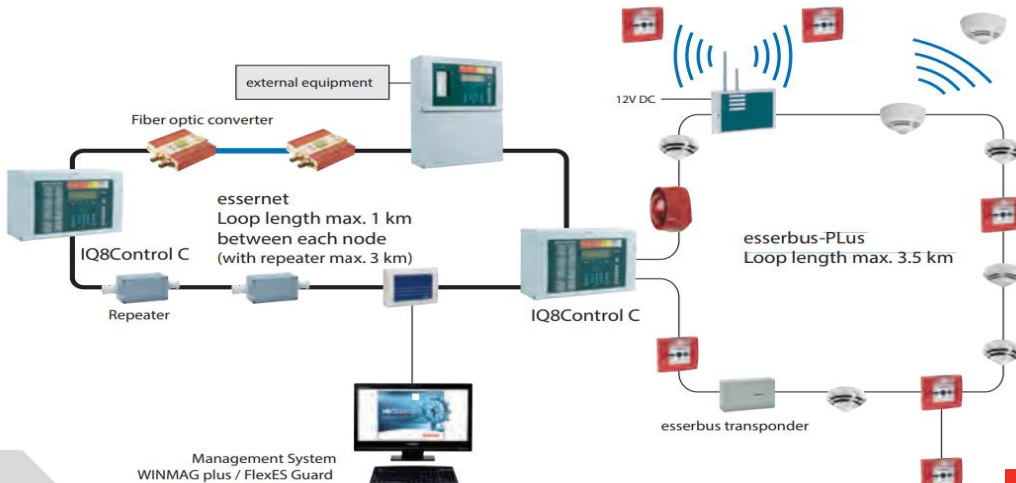 external equipment
12V DC
Fiber optic converter
essernet
Loop length max. 1 km
between each node
(with repeater max. 3 km)
esserbus-PLus
Loop length max. 3.5 km
IQ8Control C
Repeater
IQ8Control C
esserbus transponder
Management System
WINMAG plus / FlexES Guard